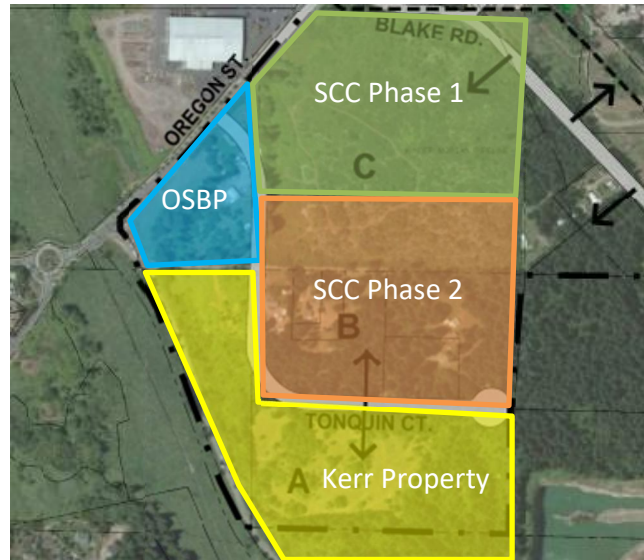 BLAKE RD.
OREGON ST.
SCC Phase 1
C
OSBP
SCC Phase 2
B
TONQUIN CT.
A
Kerr Property